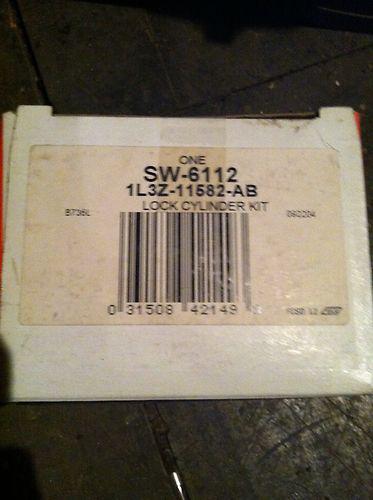 ONE
SW-6112
1L3Z-11582-AB
LOCK CYLINDER KIT
B736L
092204
0 31508 42149